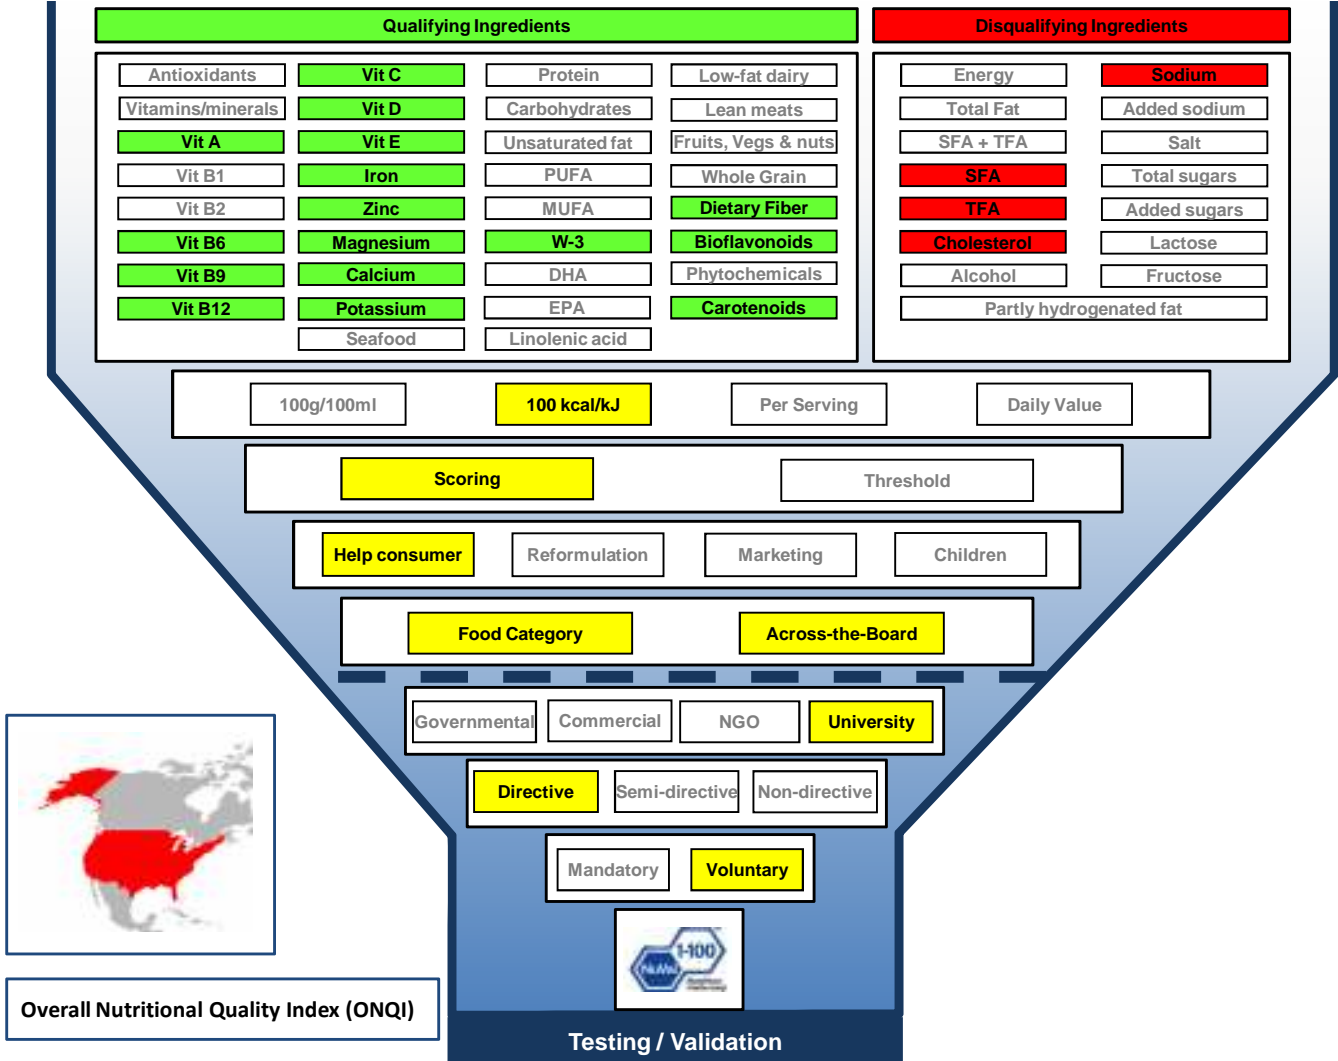 Qualifying Ingredients
Disqualifying Ingredients
Antioxidants Vit C Protein Low-fat dairy Energy Sodium
Vitamins/minerals Vit D Carbohydrates Lean meats Total Fat Added sodium
Vit A Vit E Unsaturated fat Fruits, Vegs & nuts SFA + TFA Salt
Vit B1 Iron PUFA Whole Grain SFA Total sugars
Vit B2 Zinc MUFA Dietary Fiber TFA Added sugars
Vit B6 Magnesium W-3 Bioflavonoids Cholesterol Lactose
Vit B9 Calcium DHA Phytochemicals Alcohol Fructose
Vit B12 Potassium EPA Carotenoids Partly hydrogenated fat
Seafood Linolenic acid
100g/100ml 100 kcal/kJ Per Serving Daily Value
Scoring Threshold
Help consumer Reformulation Marketing Children
Food Category Across-the-Board
Governmental Commercial NGO University
Directive Semi-directive Non-directive
Mandatory Voluntary
1-100
NuVal
Overall Nutritional Quality Index (ONQI)
Testing / Validation